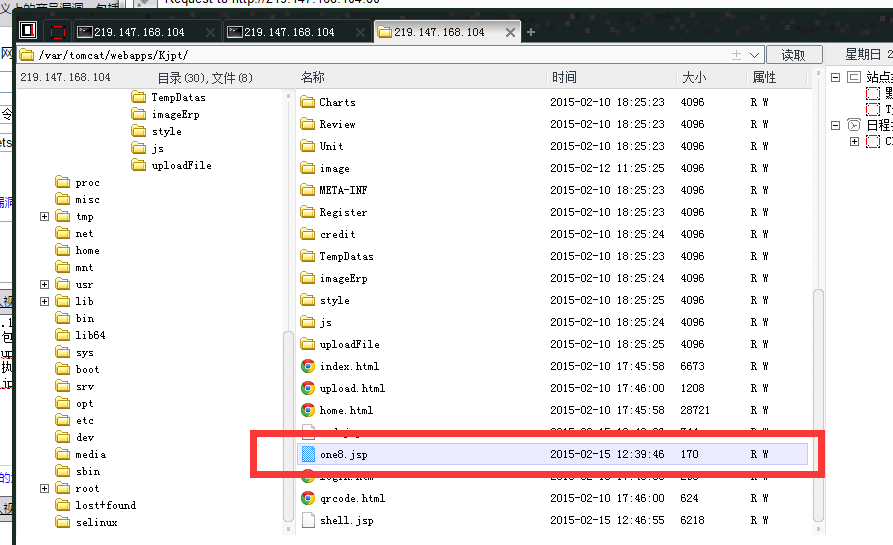 Request to http://219.147.168.104:80
219.147.168.104
219.147.168.104
219.147.168.104
/var/tomcat/webapps/Kjpt/
读取
星期日
219.147.168.104
目录(30),文件(8)
名称
时间
大小
属性
站点
日程
TempDatas
imageErp
style
js
uploadFile
proc
misc
tmp
net
home
mnt
usr
lib
bin
lib64
sys
boot
srv
opt
etc
dev
media
sbin
root
lost+found
selinux
Charts 2015-02-10 18:25:23 4096 R W
Review 2015-02-10 18:25:23 4096 R W
Unit 2015-02-10 18:25:23 4096 R W
image 2015-02-12 11:25:25 4096 R W
META-INF 2015-02-10 18:25:23 4096 R W
Register 2015-02-10 18:25:23 4096 R W
credit 2015-02-10 18:25:24 4096 R W
TempDatas 2015-02-10 18:25:23 4096 R W
imageErp 2015-02-10 18:25:24 4096 R W
style 2015-02-10 18:25:25 4096 R W
js 2015-02-10 18:25:24 4096 R W
uploadFile 2015-02-10 18:25:25 4096 R W
index.html 2015-02-10 17:45:58 6673 R W
upload.html 2015-02-10 17:46:00 1208 R W
home.html 2015-02-10 17:45:58 28721 R W
one8.jsp 2015-02-15 12:39:46 170 R W
qrcode.html 2015-02-10 17:46:00 624 R W
shell.jsp 2015-02-15 12:46:55 6218 R W